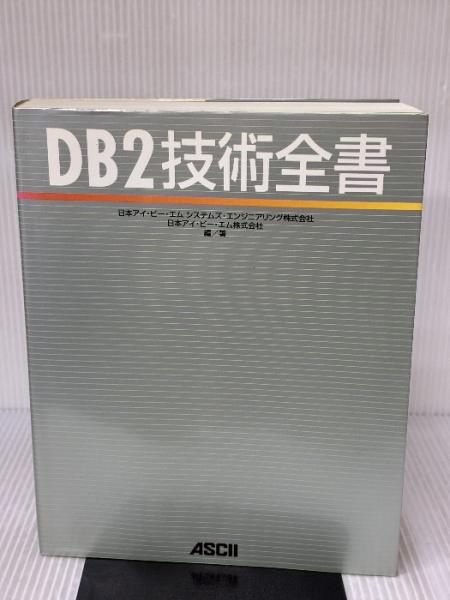 DB2技術全書
日本アイ・ビー・エム システムズ・エンジニアリング株式会社
日本アイ・ビー・エム株式会社
編／著
ASCII